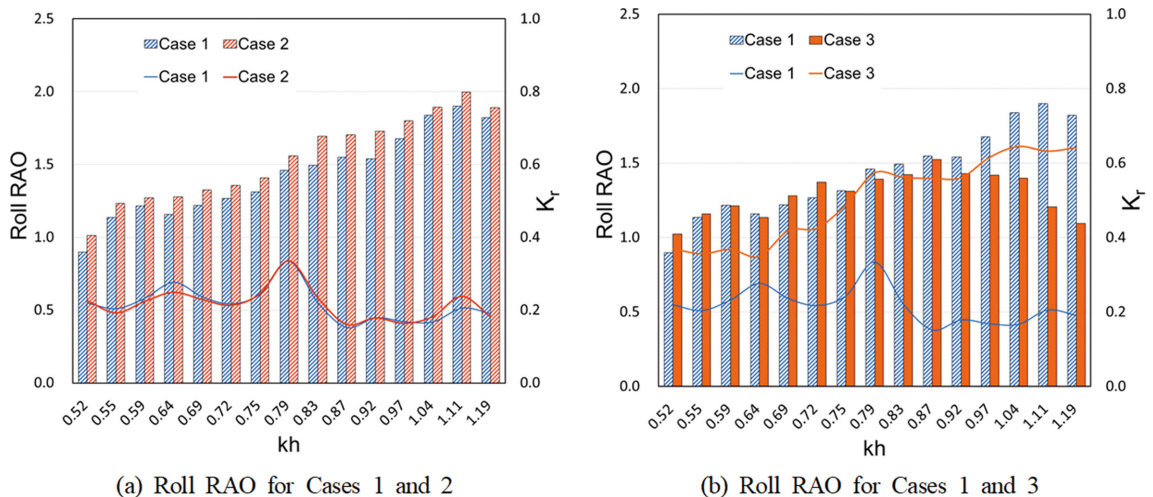 2.5
2.0
1.5
1.0
0.5
0.0
Roll RAO
1.0
0.8
0.6
0.4
0.2
0.0
Kr
Case 1 Case 2
Case 1 Case 2
0.52 0.55 0.59 0.64 0.69 0.72 0.75 0.79 0.83 0.87 0.92 0.97 1.04 1.11 1.19
kh
(a) Roll RAO for Cases 1 and 2
2.5
2.0
1.5
1.0
0.5
0.0
Roll RAO
1.0
0.8
0.6
0.4
0.2
0.0
Kr
Case 1 Case 3
Case 1 Case 3
0.52 0.55 0.59 0.64 0.69 0.72 0.75 0.79 0.83 0.87 0.92 0.97 1.04 1.11 1.19
kh
(b) Roll RAO for Cases 1 and 3